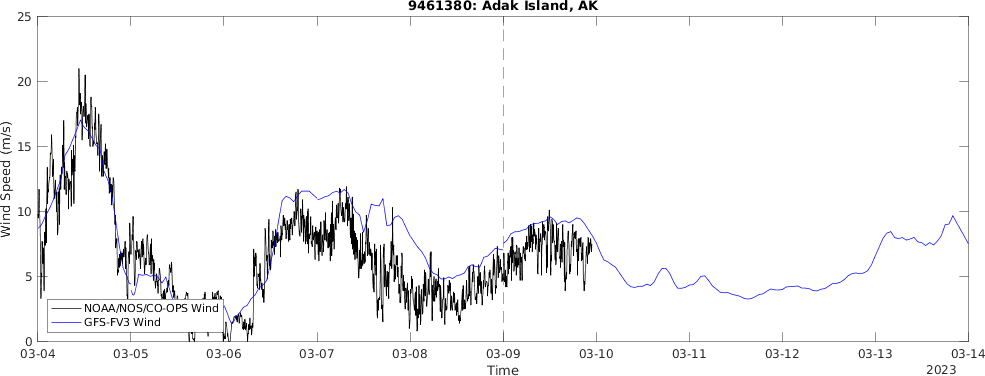 9461380: Adak Island, AK
Wind Speed (m/s)
25
20
15
10
5
0
NOAA/NOS/CO-OPS Wind
GFS-FV3 Wind
03-04 03-05 03-06 03-07 03-08 03-09 03-10 03-11 03-12 03-13 03-14
Time
2023